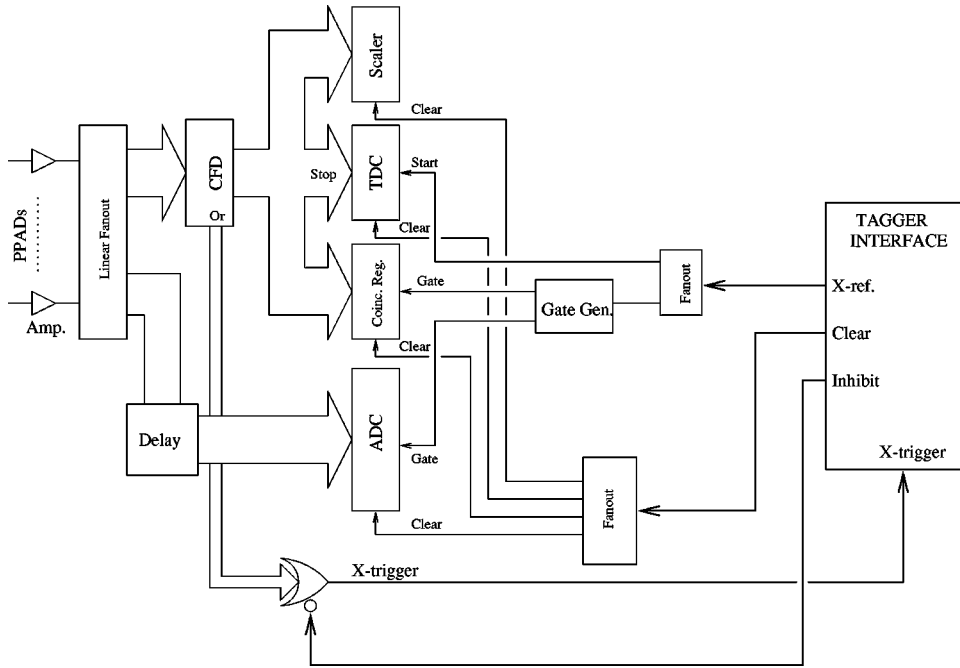 PPADs
Amp.
Linear Fanout
CFD
Or
Delay
Scaler
Clear
Stop
TDC
Start
Clear
Coinc. Reg.
Gate
Clear
ADC
Gate
Clear
Gate Gen.
Fanout
Fanout
TAGGER
INTERFACE
X-ref.
Clear
Inhibit
X-trigger
X-trigger